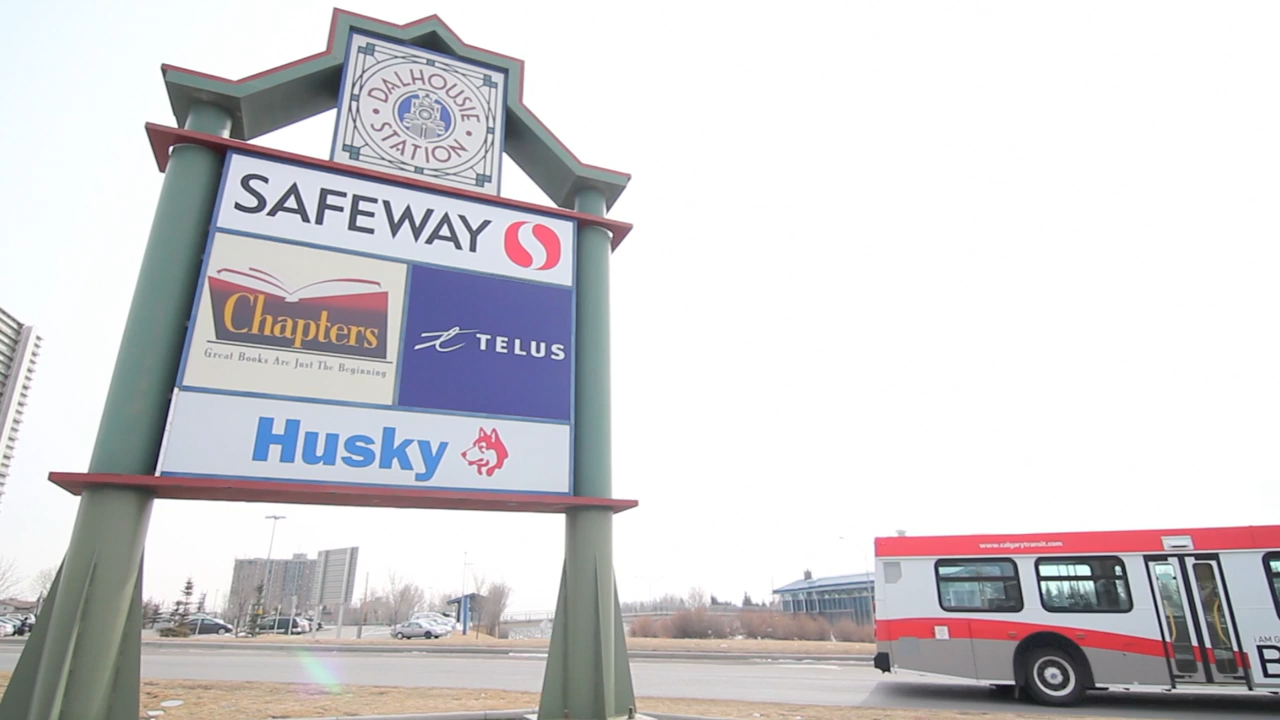 DALHOUSIE
STATION
SAFEWAY
Chapters
Great Books Are Just The Beginning
TELUS
Husky
www.calgarytransit.com